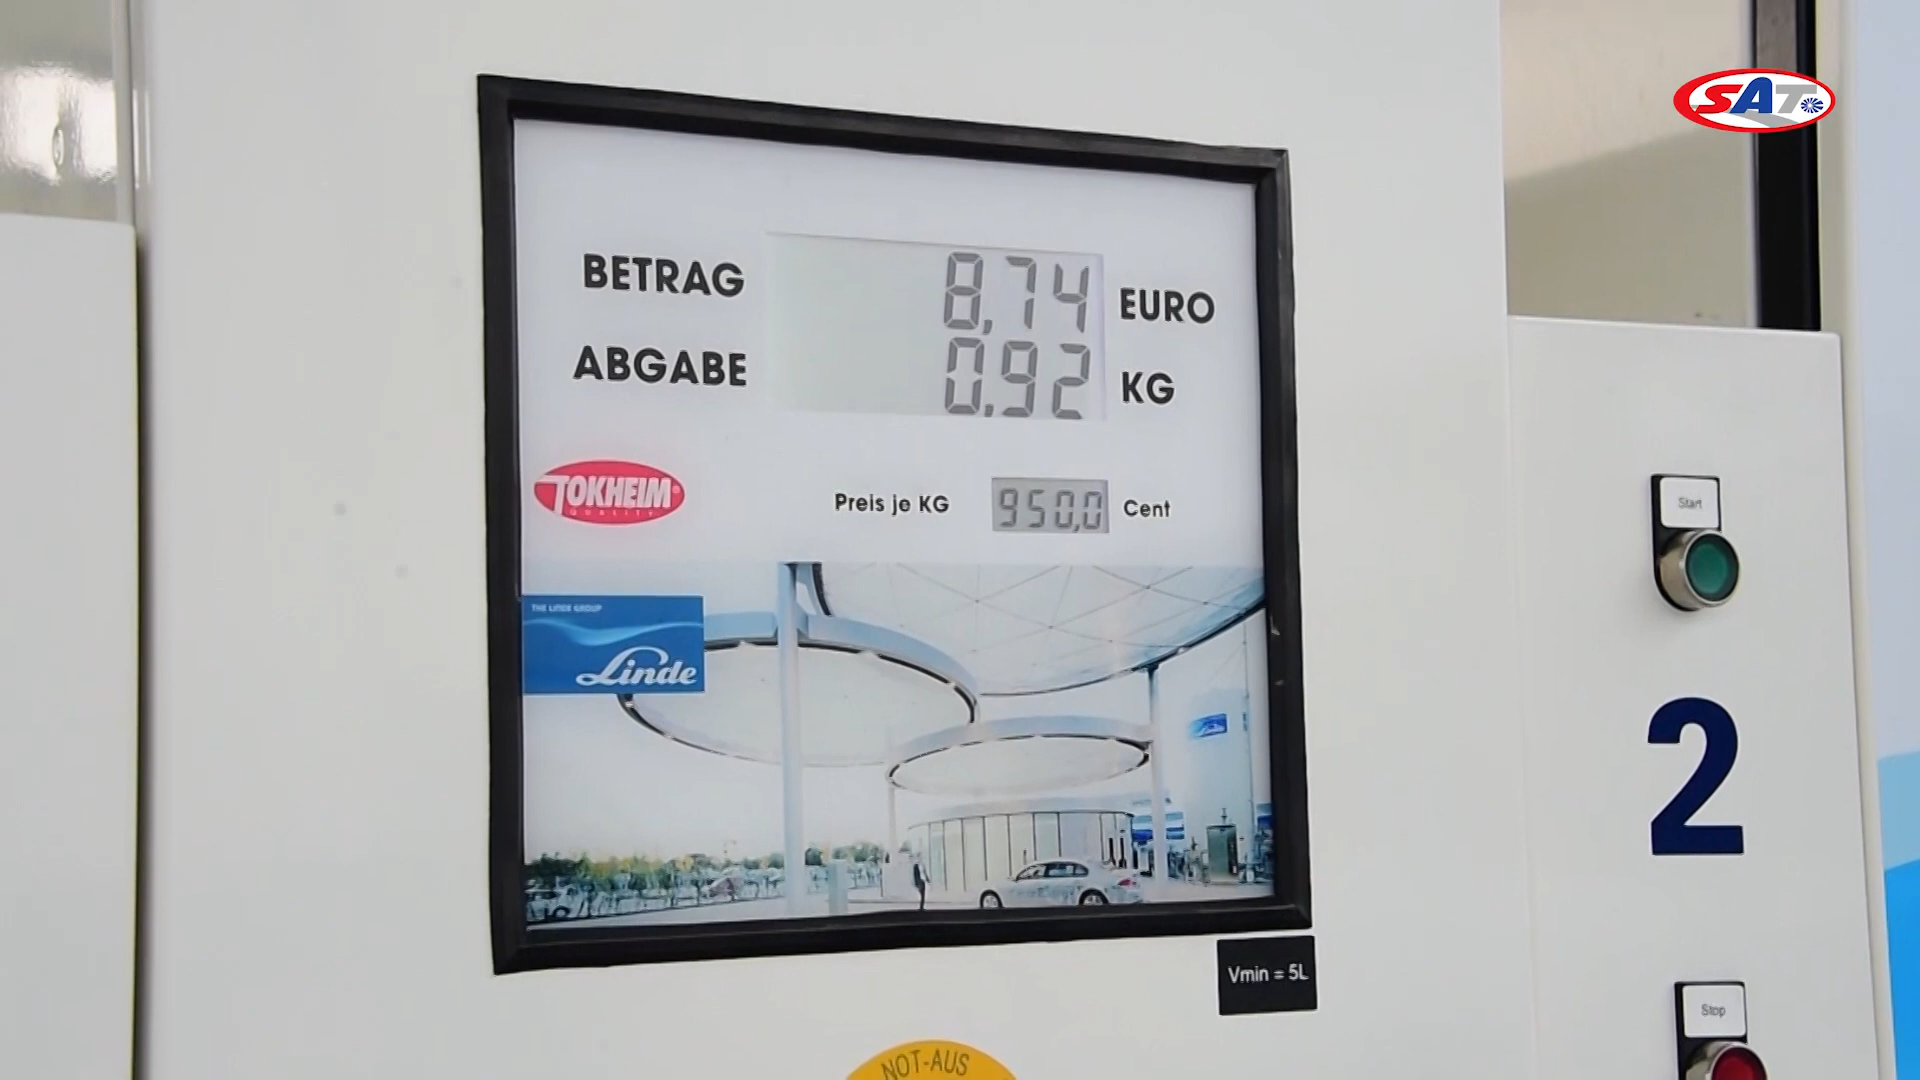 SAT
BETRAG 8,74 EURO
ABGABE 0,92 KG
TOKHEIM
QUALITY
Preis je KG 950,0 Cent
Start
THE LINDE GROUP
Linde
2
Vmin = 5L
Stop
NOT-AUS